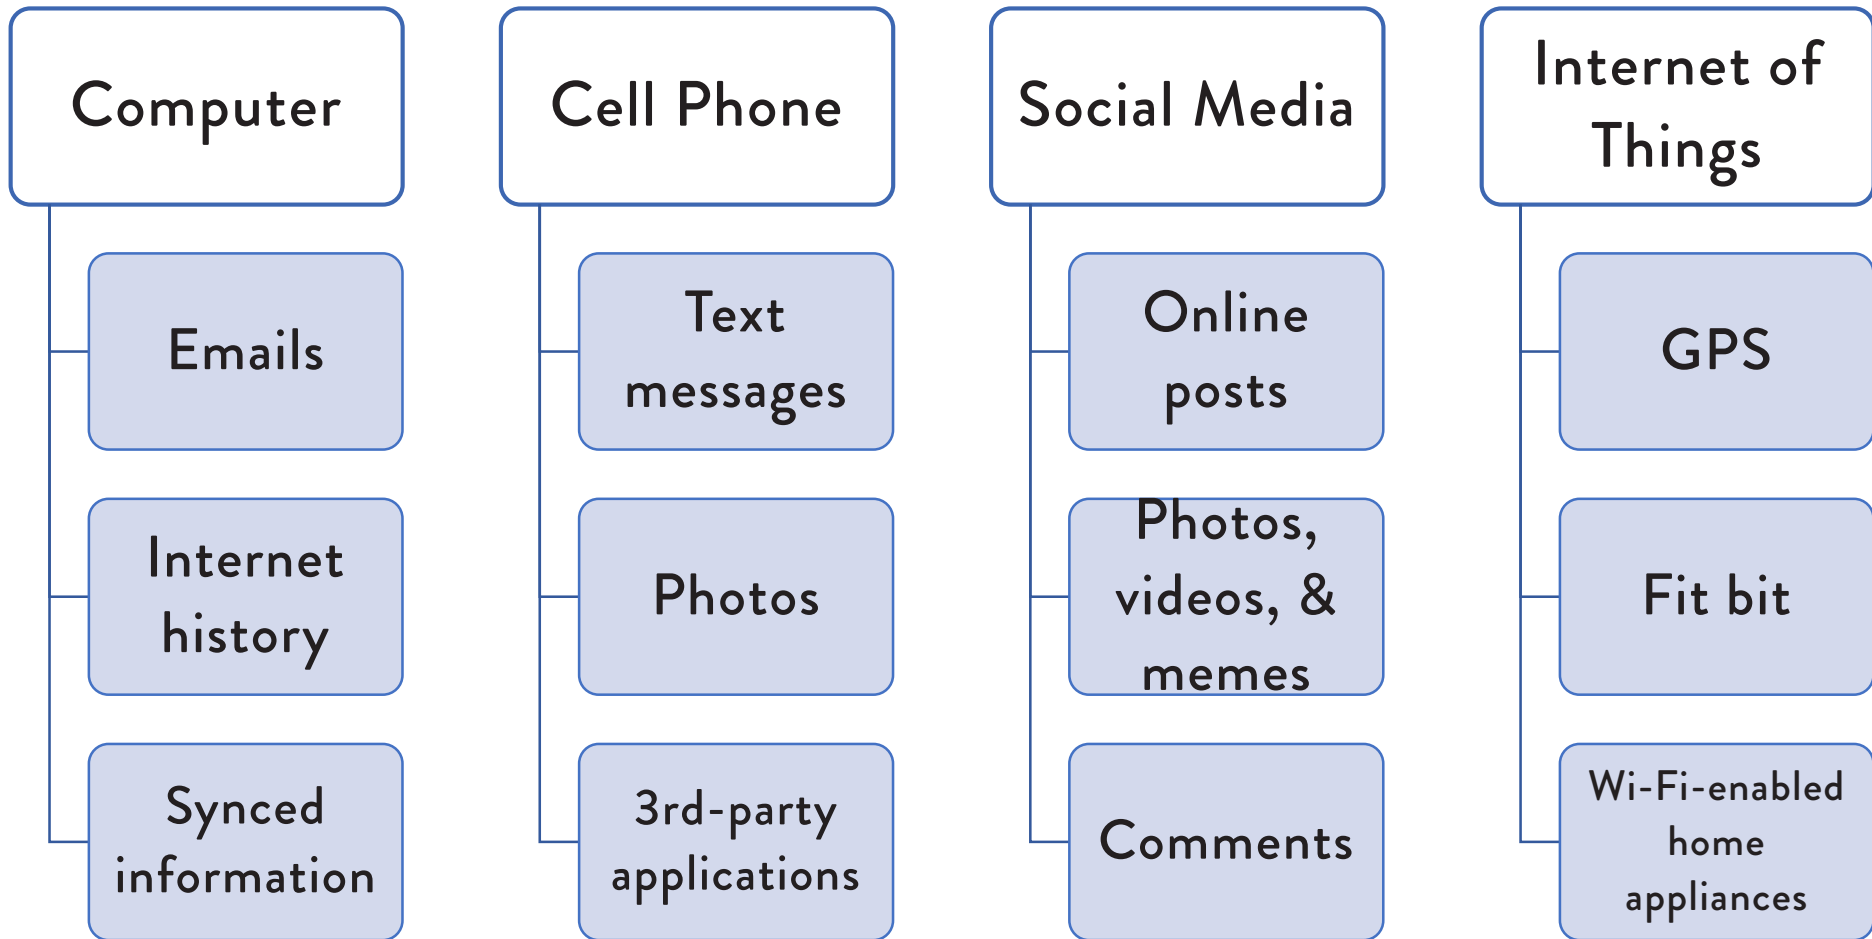 Computer
Emails
Internet
history
Synced
information
Cell Phone
Text
messages
Photos
3rd-party
applications
Social Media
Online
posts
Photos,
videos, &
memes
Comments
Internet of
Things
GPS
Fit bit
Wi-Fi-enabled
home
appliances